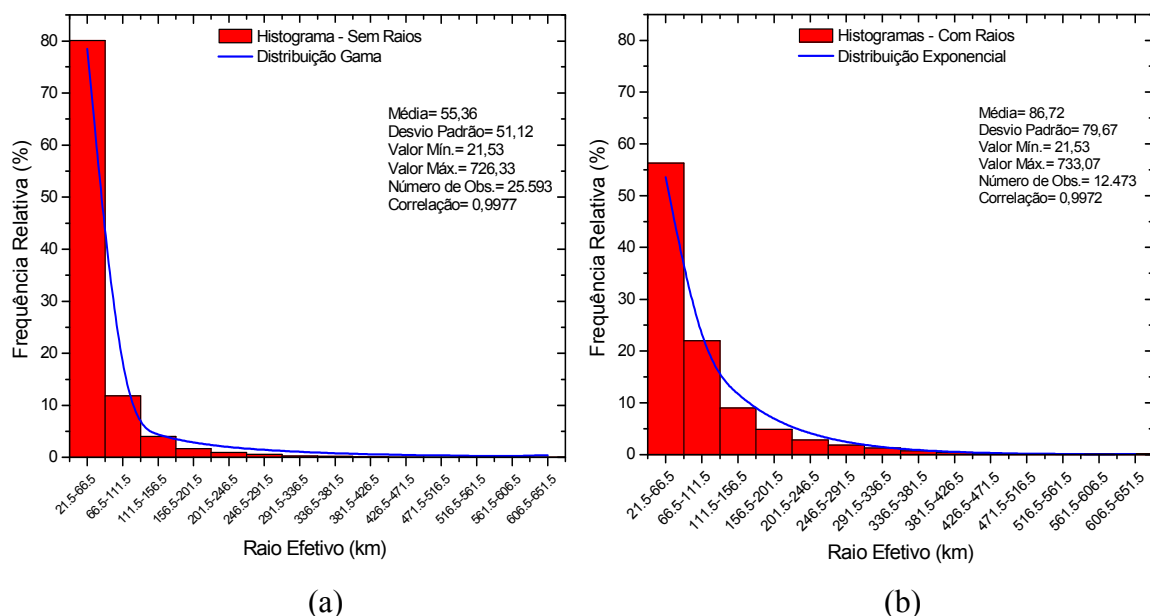 80
70
60
50
40
30
20
10
0
Frequência Relativa (%)
Histograma - Sem Raios
Distribuição Gama
Média= 55,36
Desvio Padrão= 51,12
Valor Mín.= 21,53
Valor Máx.= 726,33
Número de Obs.= 25.593
Correlação= 0,9977
21.5-66.5
66.5-111.5
111.5-156.5
156.5-201.5
201.5-246.5
246.5-291.5
291.5-336.5
336.5-381.5
381.5-426.5
426.5-471.5
471.5-516.5
516.5-561.5
561.5-606.5
606.5-651.5
Raio Efetivo (km)
(a)
80
70
60
50
40
30
20
10
0
Frequência Relativa (%)
Histogramas - Com Raios
Distribuição Exponencial
Média= 86,72
Desvio Padrão= 79,67
Valor Mín.= 21,53
Valor Máx.= 733,07
Número de Obs.= 12.473
Correlação= 0,9972
21.5-66.5
66.5-111.5
111.5-156.5
156.5-201.5
201.5-246.5
246.5-291.5
291.5-336.5
336.5-381.5
381.5-426.5
426.5-471.5
471.5-516.5
516.5-561.5
561.5-606.5
606.5-651.5
Raio Efetivo (km)
(b)